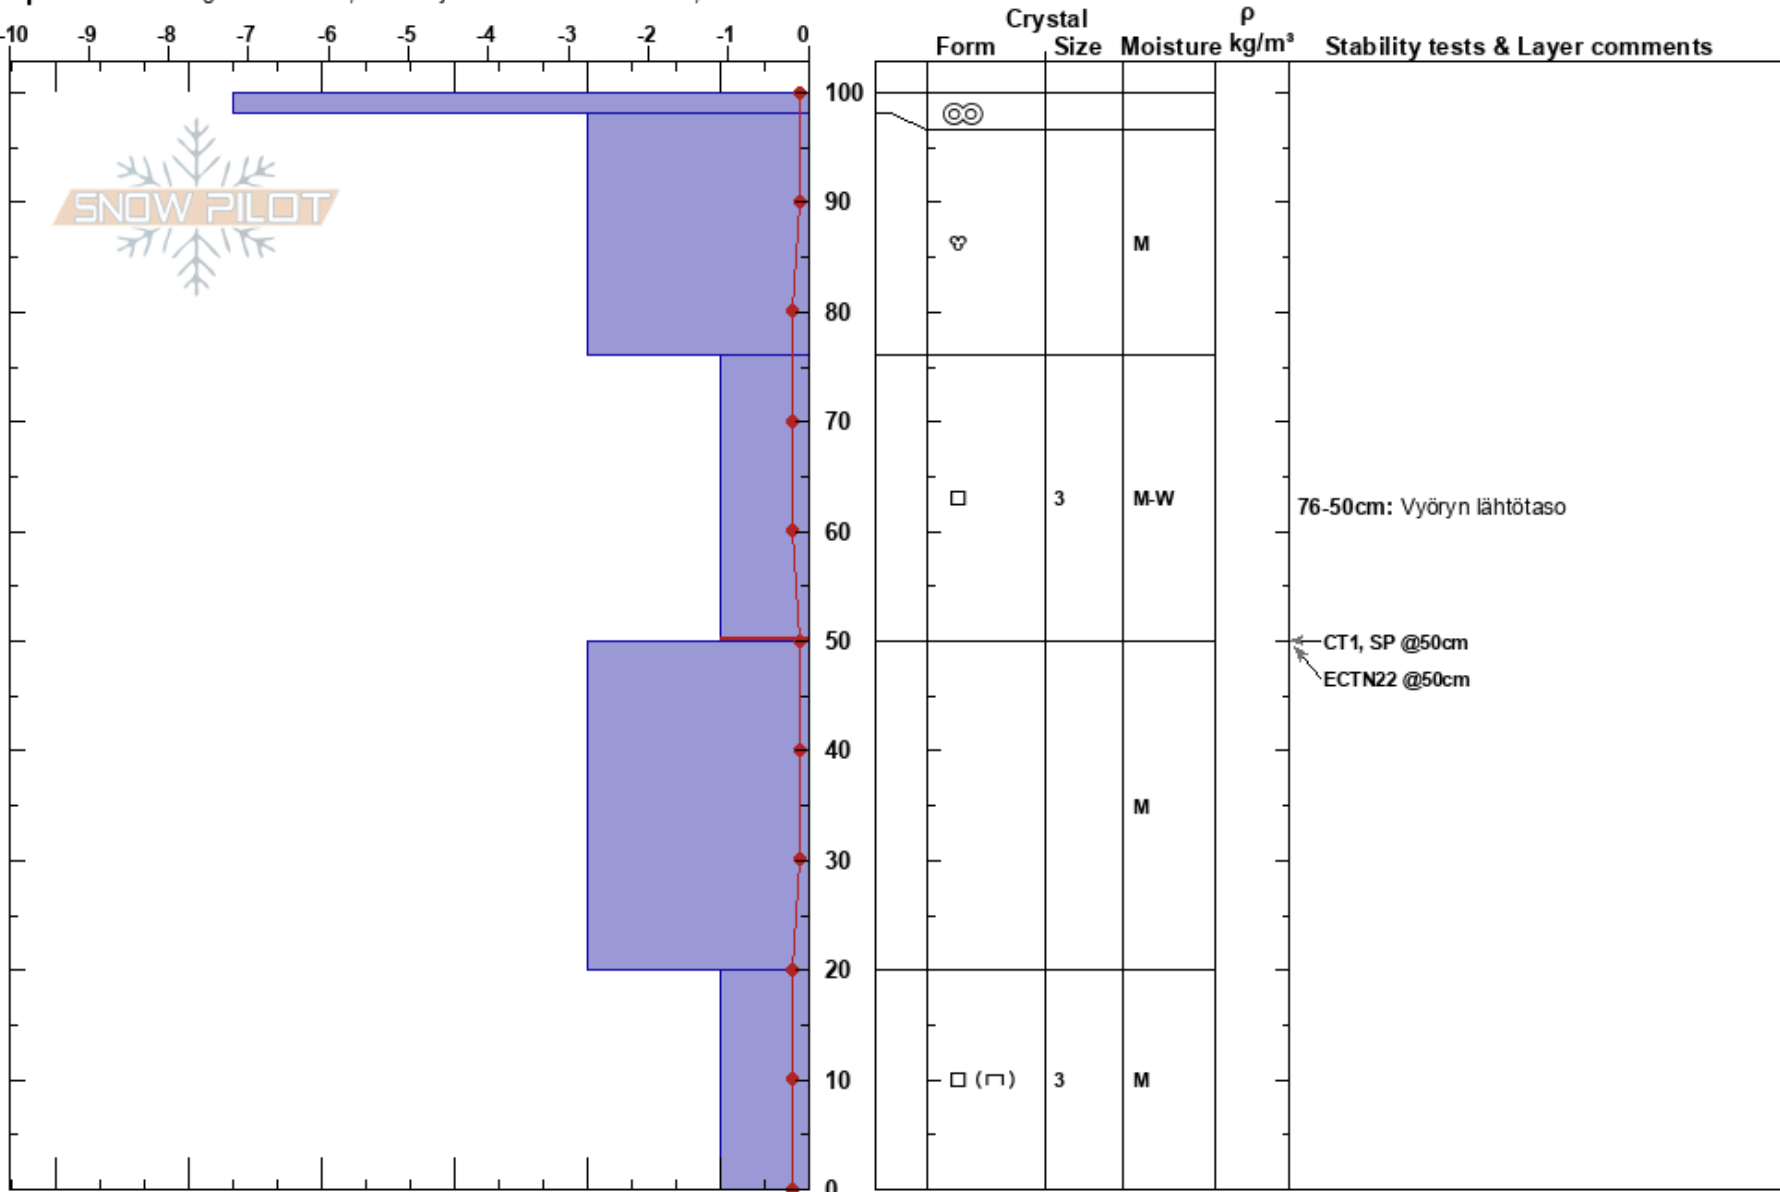 Crystal ρ
Form Size Moisture kg/m³ Stability tests & Layer comments
-10 -9 -8 -7 -6 -5 -4 -3 -2 -1 0
100
SNOW PILOT
90
M
80
70
3 M-W
76-50cm: Vyöryn lähtötaso
60
50
CT1, SP @50cm
ECTN22 @50cm
40
M
30
20
10
3 M
0